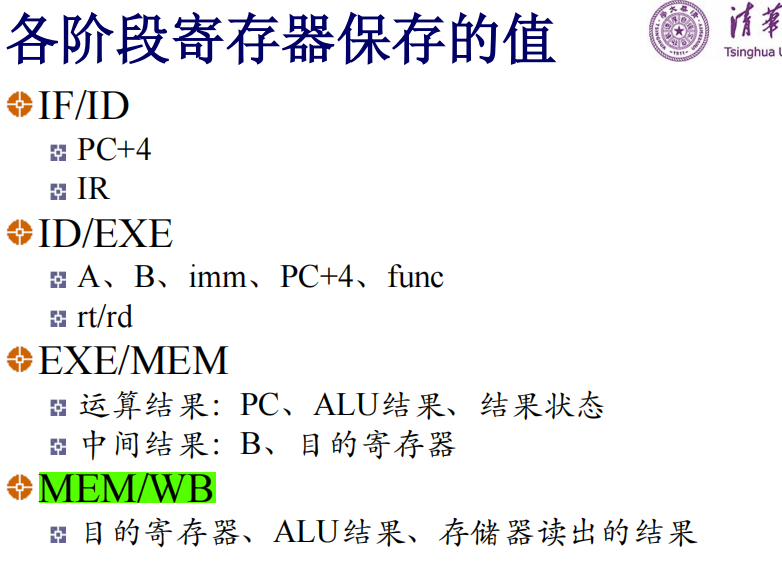 各阶段寄存器保存的值
清华
Tsinghua U
IF/ID
PC+4
IR
ID/EXE
A、B、imm、PC+4、func
rt/rd
EXE/MEM
运算结果：PC、ALU结果、结果状态
中间结果：B、目的寄存器
MEM/WB
目的寄存器、ALU结果、存储器读出的结果